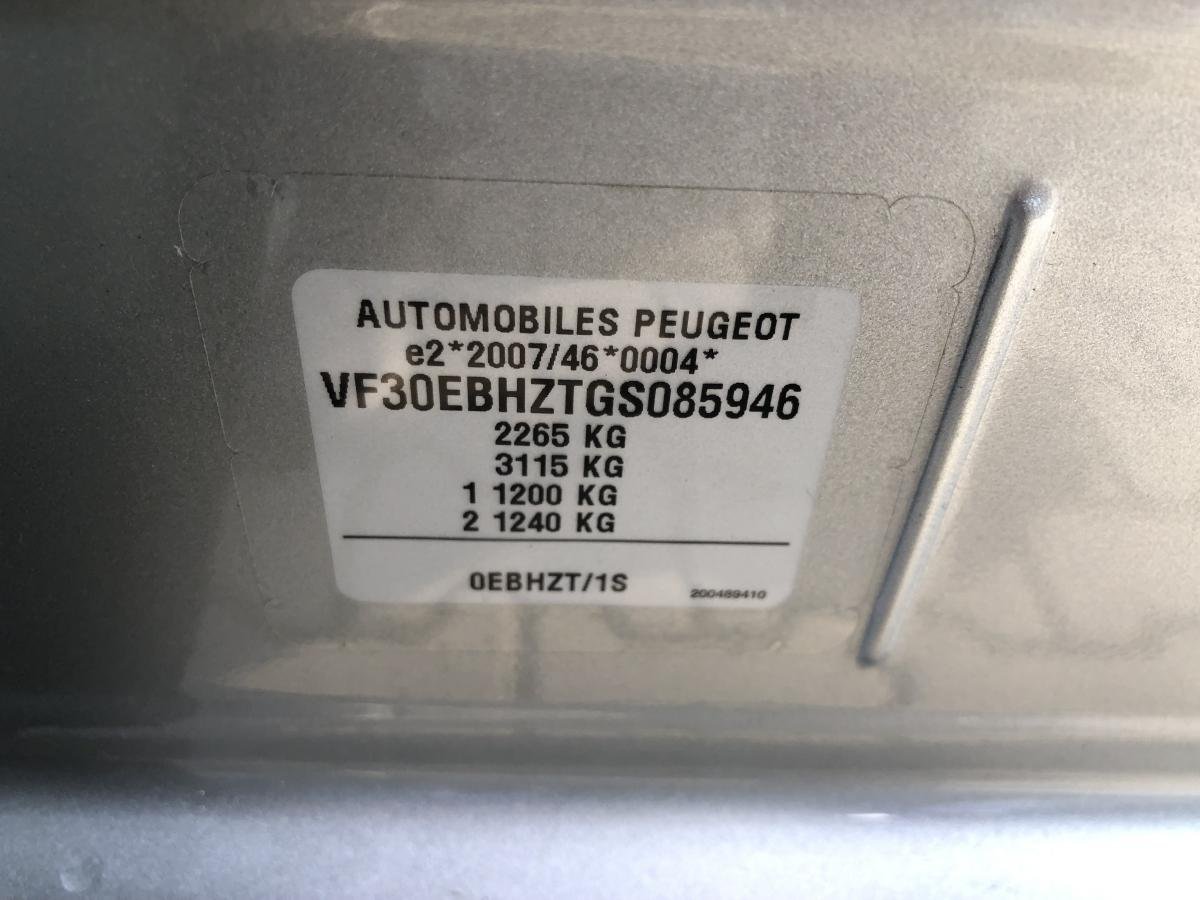 AUTOMOBILES PEUGEOT
e2*2007/46*0004*
VF30EBHZTGS085946
2265 KG
3115 KG
1 1200 KG
2 1240 KG
0EBHZT/1S
200489410